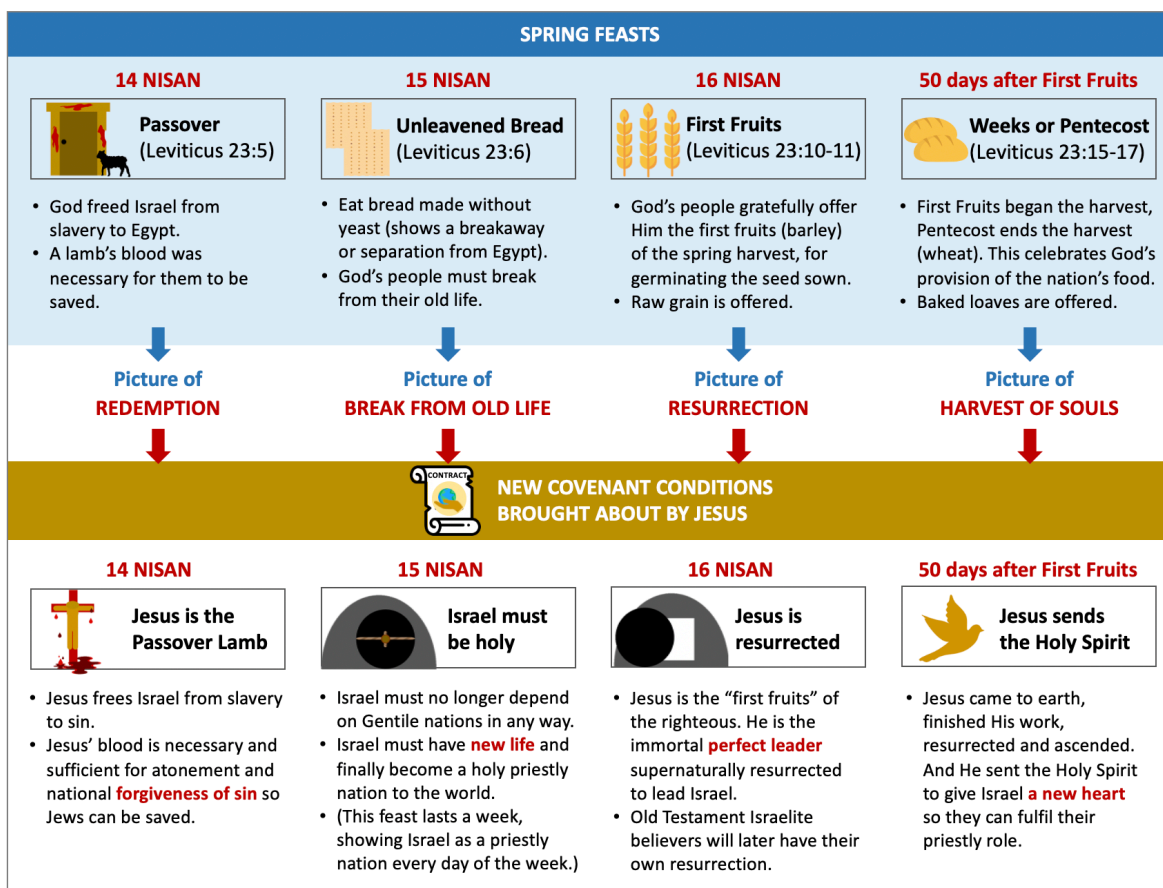 SPRING FEASTS
14 NISAN
Passover
(Leviticus 23:5)
• God freed Israel from
slavery to Egypt.
• A lamb's blood was
necessary for them to be
saved.
Picture of
REDEMPTION
15 NISAN
Unleavened Bread
(Leviticus 23:6)
• Eat bread made without
yeast (shows a breakaway
or separation from Egypt).
• God's people must break
from their old life.
Picture of
BREAK FROM OLD LIFE
16 NISAN
First Fruits
(Leviticus 23:10-11)
• God's people gratefully offer
Him the first fruits (barley)
of the spring harvest, for
germinating the seed sown.
• Raw grain is offered.
Picture of
RESURRECTION
50 days after First Fruits
Weeks or Pentecost
(Leviticus 23:15-17)
• First Fruits began the harvest,
Pentecost ends the harvest
(wheat). This celebrates God's
provision of the nation's food.
• Baked loaves are offered.
Picture of
HARVEST OF SOULS
CONTRACT
NEW COVENANT CONDITIONS
BROUGHT ABOUT BY JESUS
14 NISAN
Jesus is the
Passover Lamb
• Jesus frees Israel from slavery
to sin.
• Jesus' blood is necessary and
sufficient for atonement and
national forgiveness of sin so
Jews can be saved.
15 NISAN
Israel must
be holy
• Israel must no longer depend
on Gentile nations in any way.
• Israel must have new life and
finally become a holy priestly
nation to the world.
• (This feast lasts a week,
showing Israel as a priestly
nation every day of the week.)
16 NISAN
Jesus is
resurrected
• Jesus is the "first fruits" of
the righteous. He is the
immortal perfect leader
supernaturally resurrected
to lead Israel.
• Old Testament Israelite
believers will later have their
own resurrection.
50 days after First Fruits
Jesus sends
the Holy Spirit
• Jesus came to earth,
finished His work,
resurrected and ascended.
And He sent the Holy Spirit
to give Israel a new heart
so they can fulfil their
priestly role.